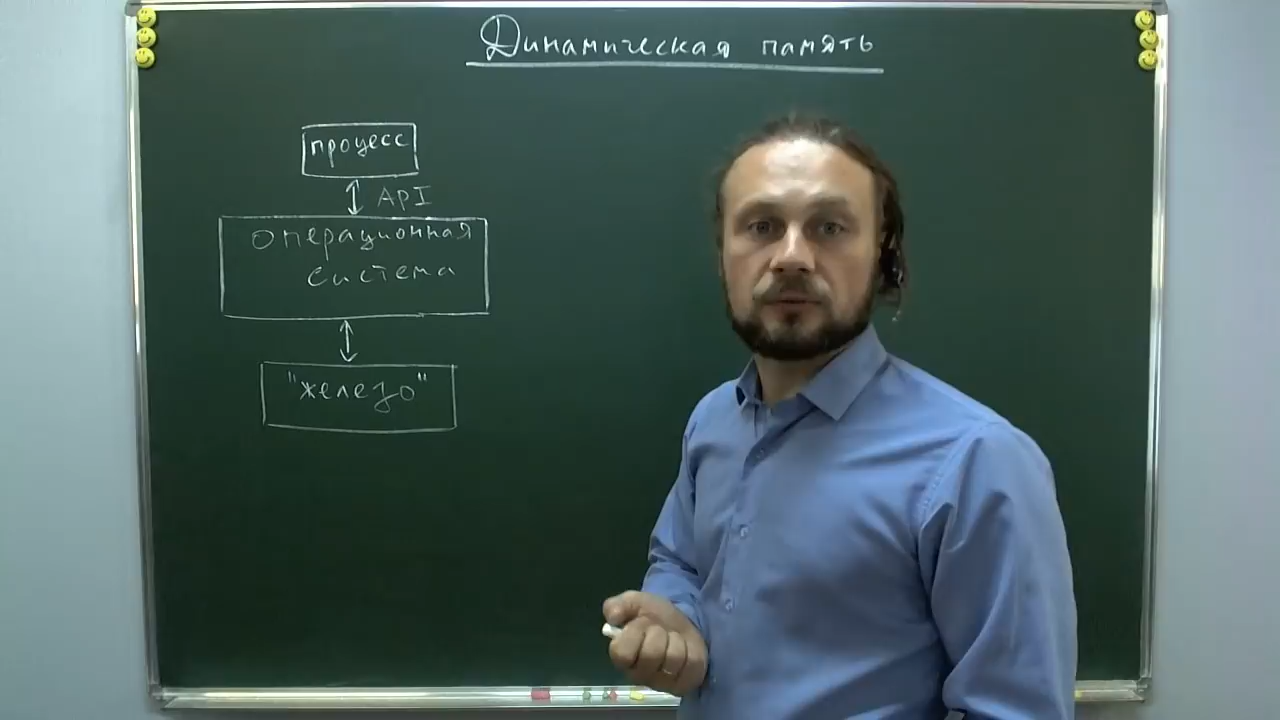 Динамическая память
процесс
API
операционная
система
"железо"